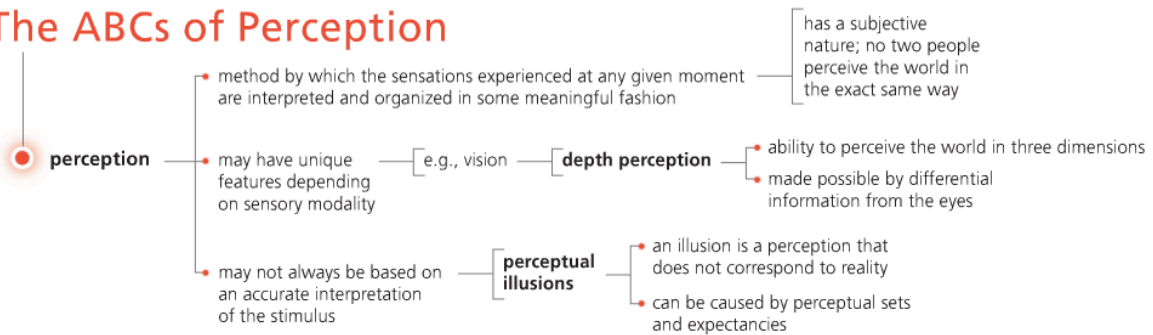 The ABCs of Perception
has a subjective
nature; no two people
perceive the world in
the exact same way
method by which the sensations experienced at any given moment
are interpreted and organized in some meaningful fashion
perception
may have unique
features depending
on sensory modality
e.g., vision
depth perception
ability to perceive the world in three dimensions
made possible by differential
information from the eyes
may not always be based on
an accurate interpretation
of the stimulus
perceptual
illusions
an illusion is a perception that
does not correspond to reality
can be caused by perceptual sets
and expectancies